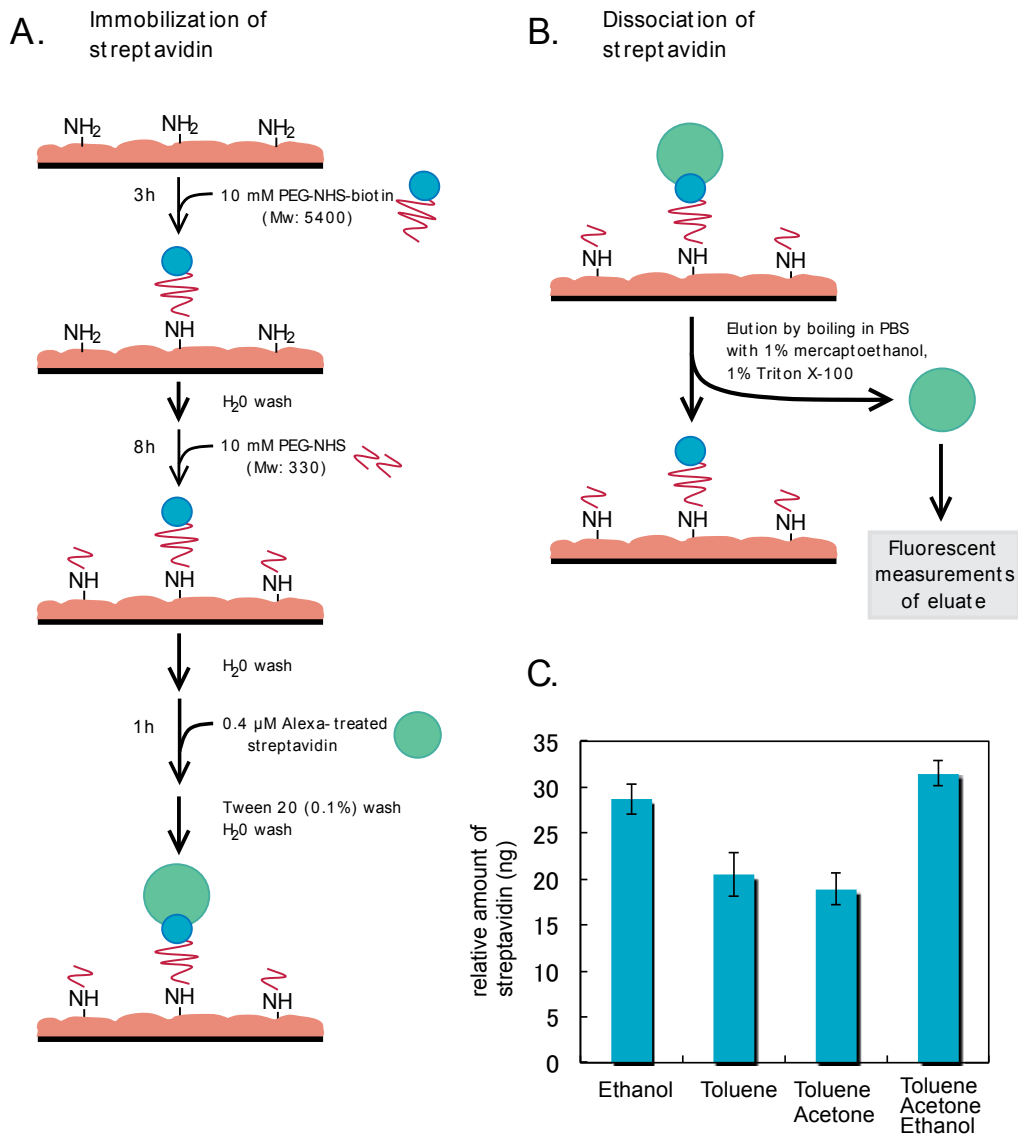 A.
Immobilization of
streptavidin
NH2 NH2 NH2
3h
10 mM PEG-NHS-biotin
(Mw: 5400)
NH2 NH NH2
H20 wash
8h
10 mM PEG-NHS
(Mw: 330)
NH NH NH
H20 wash
1h
0.4 µM Alexa-treated
streptavidin
Tween 20 (0.1%) wash
H20 wash
NH NH NH
B.
Dissociation of
streptavidin
NH NH NH
Elution by boiling in PBS
with 1% mercaptoethanol,
1% Triton X-100
NH NH NH
Fluorescent
measurements
of eluate
C.
relative amount of
streptavidin (ng)
35
30
25
20
15
10
5
0
Ethanol
Toluene
Toluene
Acetone
Toluene
Acetone
Ethanol